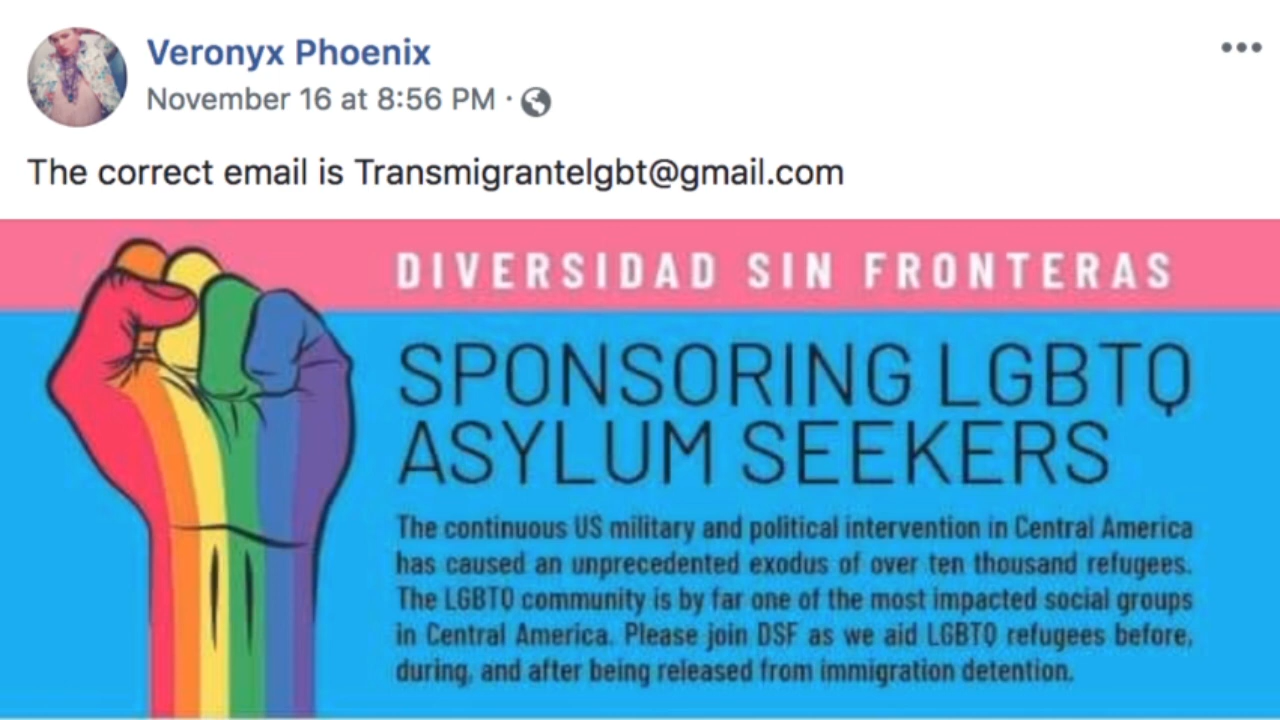 Veronyx Phoenix
November 16 at 8:56 PM ·
The correct email is Transmigrantelgbt@gmail.com
DIVERSIDAD SIN FRONTERAS
SPONSORING LGBTQ
ASYLUM SEEKERS
The continuous US military and political intervention in Central America
has caused an unprecedented exodus of over ten thousand refugees.
The LGBTQ community is by far one of the most impacted social groups
in Central America. Please join DSF as we aid LGBTQ refugees before,
during, and after being released from immigration detention.